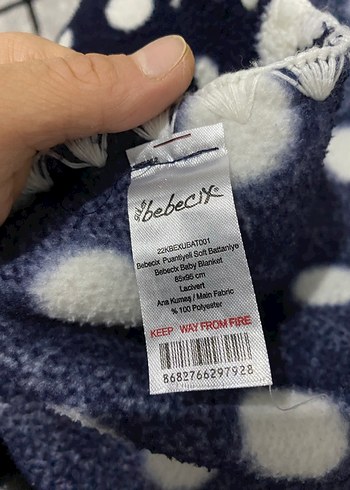 bebecix
22KBEXUBAT001
Bebecix Puantiyeli Soft Battaniye
Bebecix Baby Blanket
85x95 cm
Lacivert
Ana Kumaş / Main Fabric
% 100 Polyester
KEEP WAY FROM FIRE
8682766297928